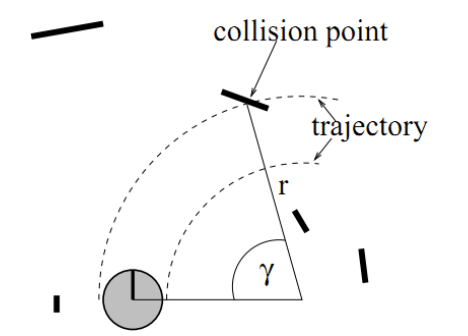 collision point
trajectory
r
γ